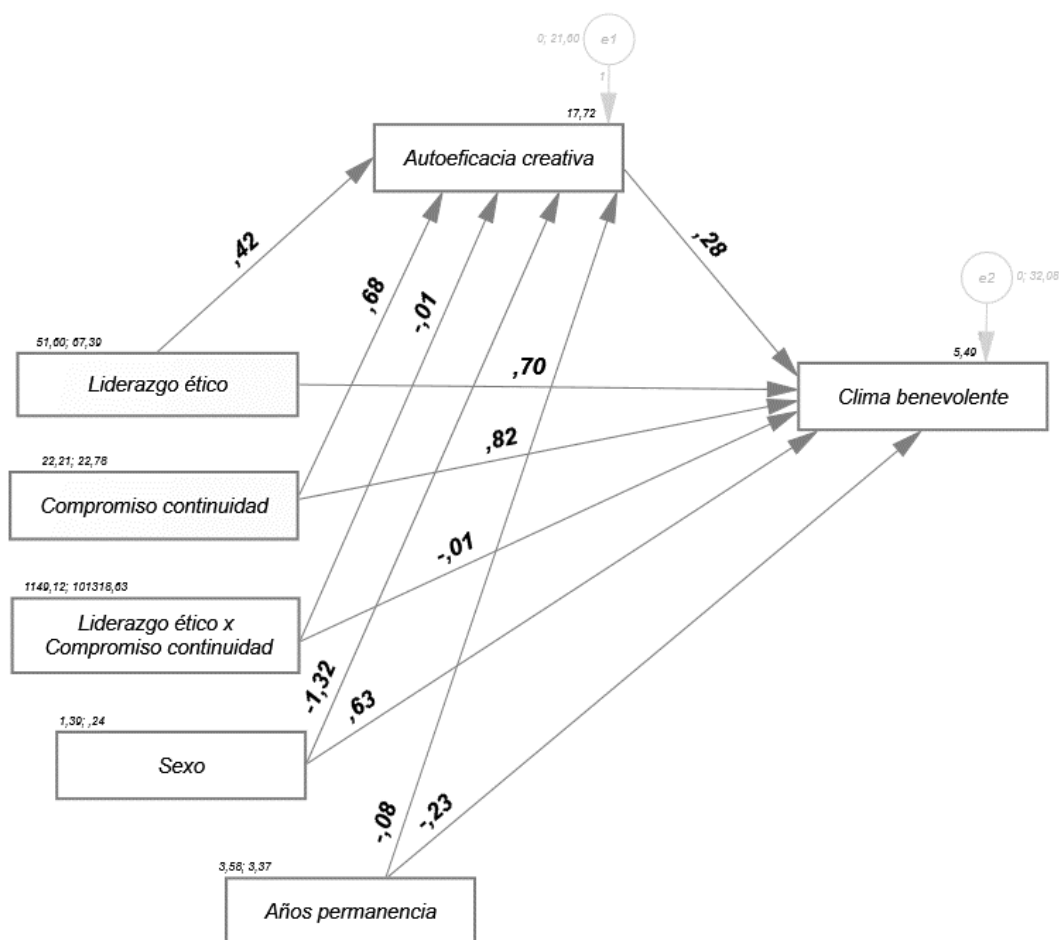 0; 21,60
e1
1
17,72
Autoeficacia creativa
,42
,68
-,01
,28
e2
0; 32,08
5,49
Clima benevolente
51,60; 67,39
Liderazgo ético
,70
22,21; 22,78
Compromiso continuidad
,82
-,01
1149,12; 101318,63
Liderazgo ético x
Compromiso continuidad
-1,32
,63
1,39; ,24
Sexo
-,08
-,23
3,58; 3,37
Años permanencia